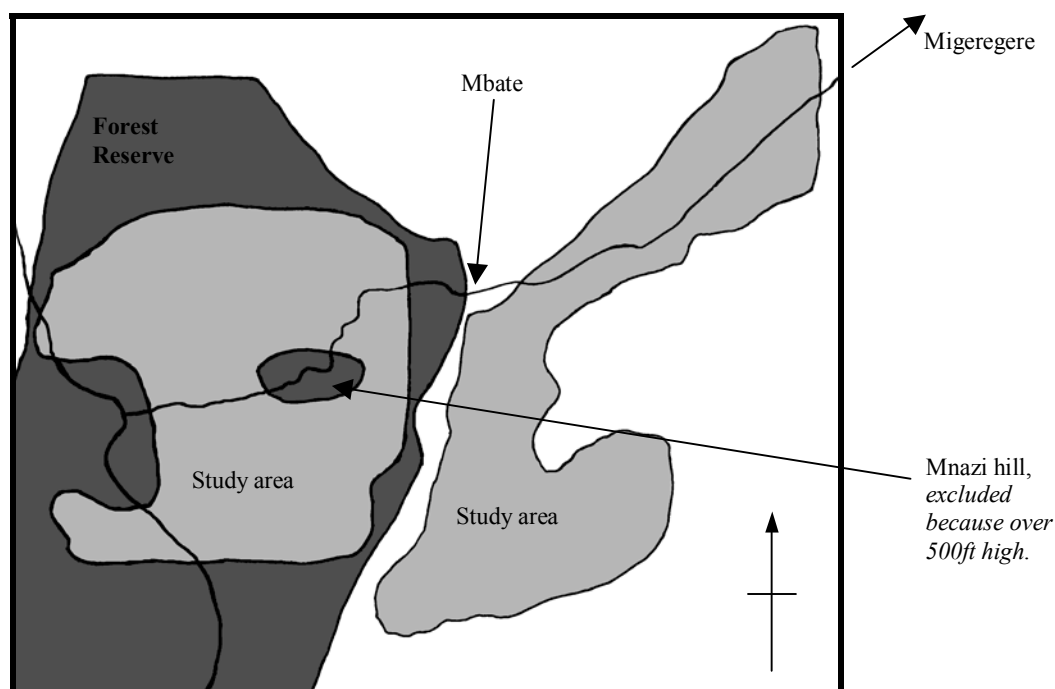 Migeregere
Mbate
Forest
Reserve
Study area
Study area
Mnazi hill,
excluded
because over
500ft high.